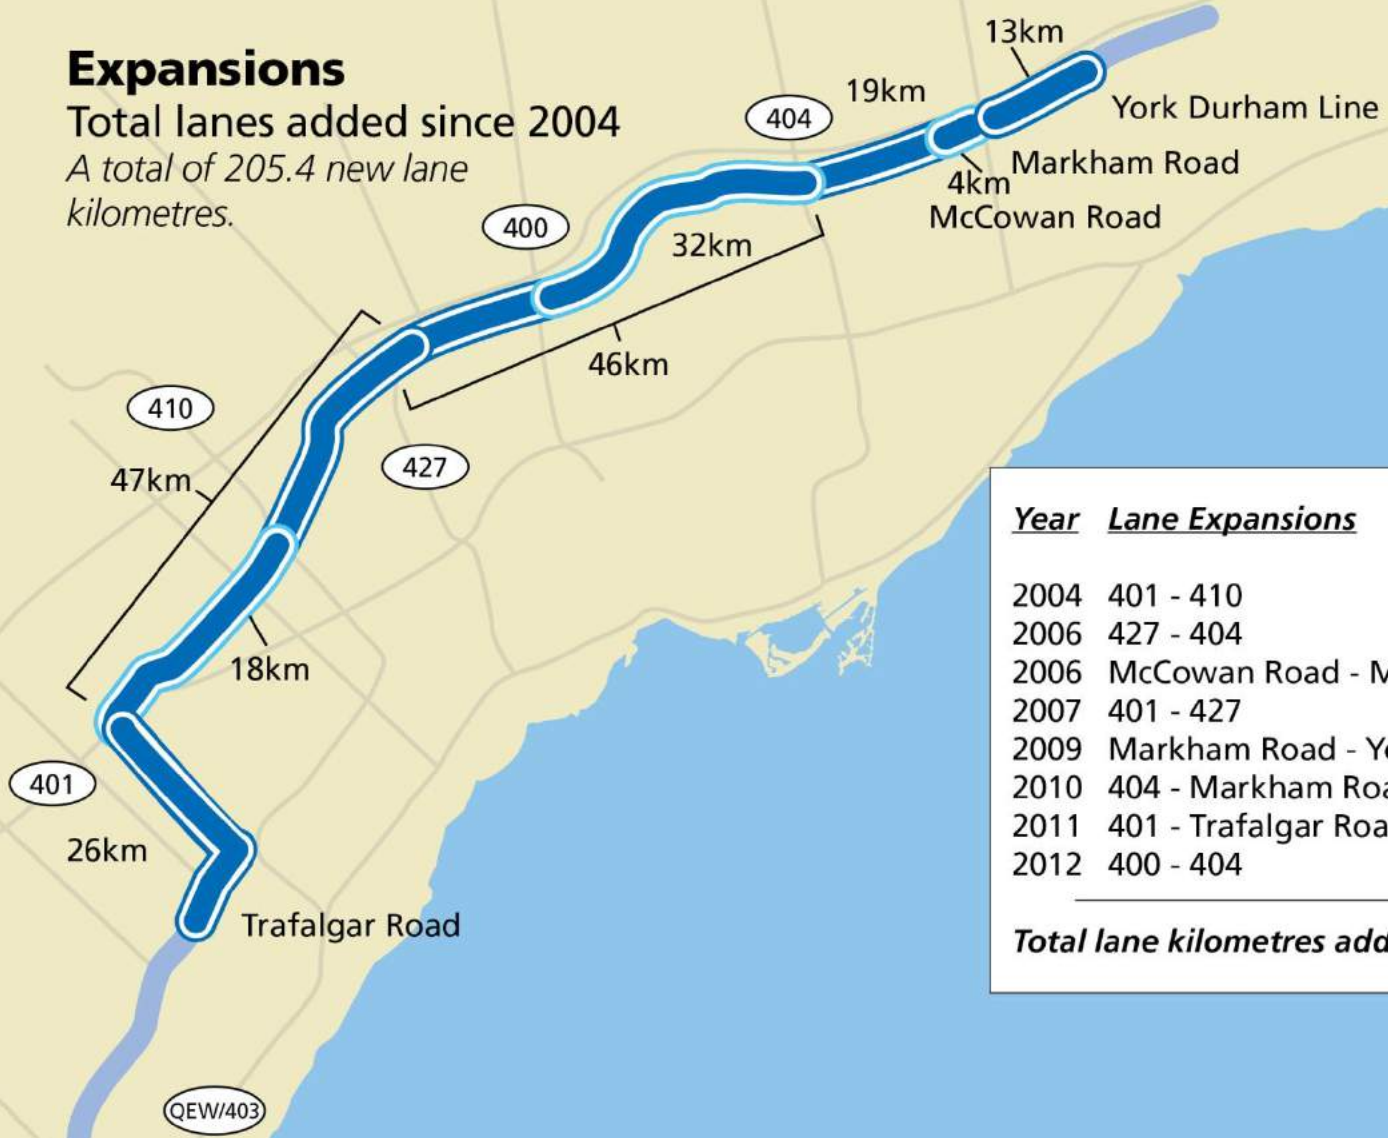 Expansions
Total lanes added since 2004
A total of 205.4 new lane
kilometres.
13km
19km
404
York Durham Line
Markham Road
4km
McCowan Road
400
32km
46km
410
427
47km
18km
401
26km
Trafalgar Road
QEW/403
Year Lane Expansions
2004 401 - 410
2006 427 - 404
2006 McCowan Road - M
2007 401 - 427
2009 Markham Road - Y
2010 404 - Markham Roa
2011 401 - Trafalgar Roa
2012 400 - 404
Total lane kilometres add